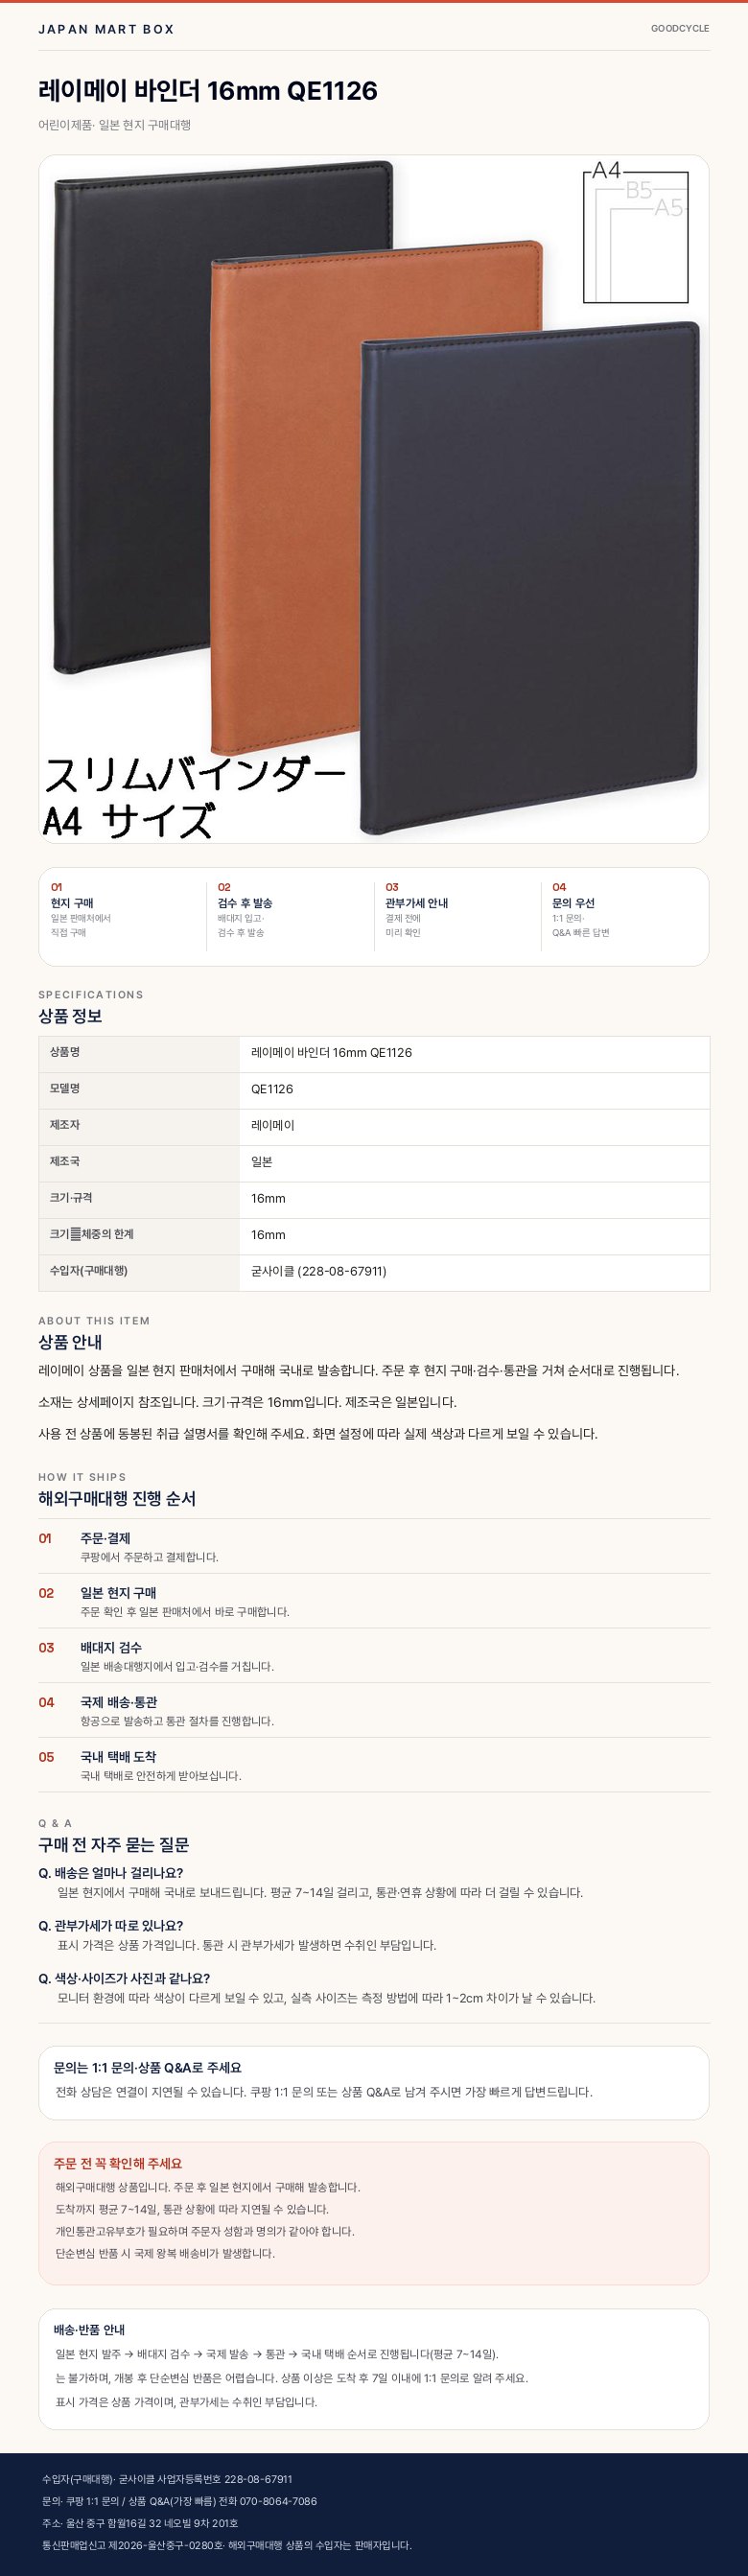 JAPAN MART BOX
GOODCYCLE
레이메이 바인더 16mm QE1126
어린이제품· 일본 현지 구매대행
A4
B5
A5
スリムバインダー
A4 サイズ
01
현지 구매
일본 판매처에서
직접 구매
02
검수 후 발송
배대지 입고·
검수 후 발송
03
관부가세 안내
결제 전에
미리 확인
04
문의 우선
1:1 문의·
Q&A 빠른 답변
SPECIFICATIONS
상품 정보
상품명 레이메이 바인더 16mm QE1126
모델명 QE1126
제조자 레이메이
제조국 일본
크기·규격 16mm
크기체중의 한계 16mm
수입자(구매대행) 굳사이클 (228-08-67911)
ABOUT THIS ITEM
상품 안내
레이메이 상품을 일본 현지 판매처에서 구매해 국내로 발송합니다. 주문 후 현지 구매·검수·통관을 거쳐 순서대로 진행됩니다.
소재는 상세페이지 참조입니다. 크기·규격은 16mm입니다. 제조국은 일본입니다.
사용 전 상품에 동봉된 취급 설명서를 확인해 주세요. 화면 설정에 따라 실제 색상과 다르게 보일 수 있습니다.
HOW IT SHIPS
해외구매대행 진행 순서
01 주문·결제
쿠팡에서 주문하고 결제합니다.
02 일본 현지 구매
주문 확인 후 일본 판매처에서 바로 구매합니다.
03 배대지 검수
일본 배송대행지에서 입고·검수를 거칩니다.
04 국제 배송·통관
항공으로 발송하고 통관 절차를 진행합니다.
05 국내 택배 도착
국내 택배로 안전하게 받아보십니다.
Q & A
구매 전 자주 묻는 질문
Q. 배송은 얼마나 걸리나요?
일본 현지에서 구매해 국내로 보내드립니다. 평균 7~14일 걸리고, 통관·연휴 상황에 따라 더 걸릴 수 있습니다.
Q. 관부가세가 따로 있나요?
표시 가격은 상품 가격입니다. 통관 시 관부가세가 발생하면 수취인 부담입니다.
Q. 색상·사이즈가 사진과 같나요?
모니터 환경에 따라 색상이 다르게 보일 수 있고, 실측 사이즈는 측정 방법에 따라 1~2cm 차이가 날 수 있습니다.
문의는 1:1 문의·상품 Q&A로 주세요
전화 상담은 연결이 지연될 수 있습니다. 쿠팡 1:1 문의 또는 상품 Q&A로 남겨 주시면 가장 빠르게 답변드립니다.
주문 전 꼭 확인해 주세요
해외구매대행 상품입니다. 주문 후 일본 현지에서 구매해 발송합니다.
도착까지 평균 7~14일, 통관 상황에 따라 지연될 수 있습니다.
개인통관고유부호가 필요하며 주문자 성함과 명의가 같아야 합니다.
단순변심 반품 시 국제 왕복 배송비가 발생합니다.
배송·반품 안내
일본 현지 발주 → 배대지 검수 → 국제 발송 → 통관 → 국내 택배 순서로 진행됩니다(평균 7~14일).
는 불가하며, 개봉 후 단순변심 반품은 어렵습니다. 상품 이상은 도착 후 7일 이내에 1:1 문의로 알려 주세요.
표시 가격은 상품 가격이며, 관부가세는 수취인 부담입니다.
수입자(구매대행)· 굳사이클 사업자등록번호 228-08-67911
문의· 쿠팡 1:1 문의 / 상품 Q&A(가장 빠름) 전화 070-8064-7086
주소· 울산 중구 함월16길 32 네오빌 9차 201호
통신판매업신고 제2026-울산중구-0280호· 해외구매대행 상품의 수입자는 판매자입니다.